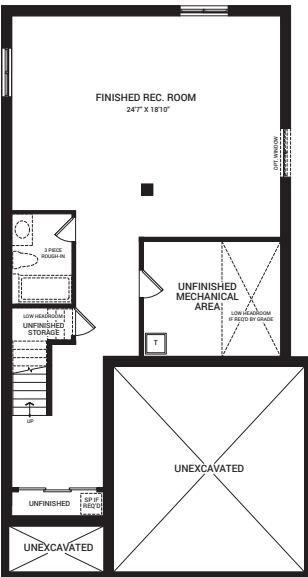 FINISHED REC. ROOM
24'7" X 18'10"
OPT. WINDOW
3 PIECE
ROUGH-IN
UNFINISHED
MECHANICAL
AREA
LOW HEADROOM
IF REQ'D BY GRADE
LOW HEADROOM
UNFINISHED
STORAGE
T
UP
UNEXCAVATED
UNFINISHED
SP IF
REQ'D
UNEXCAVATED